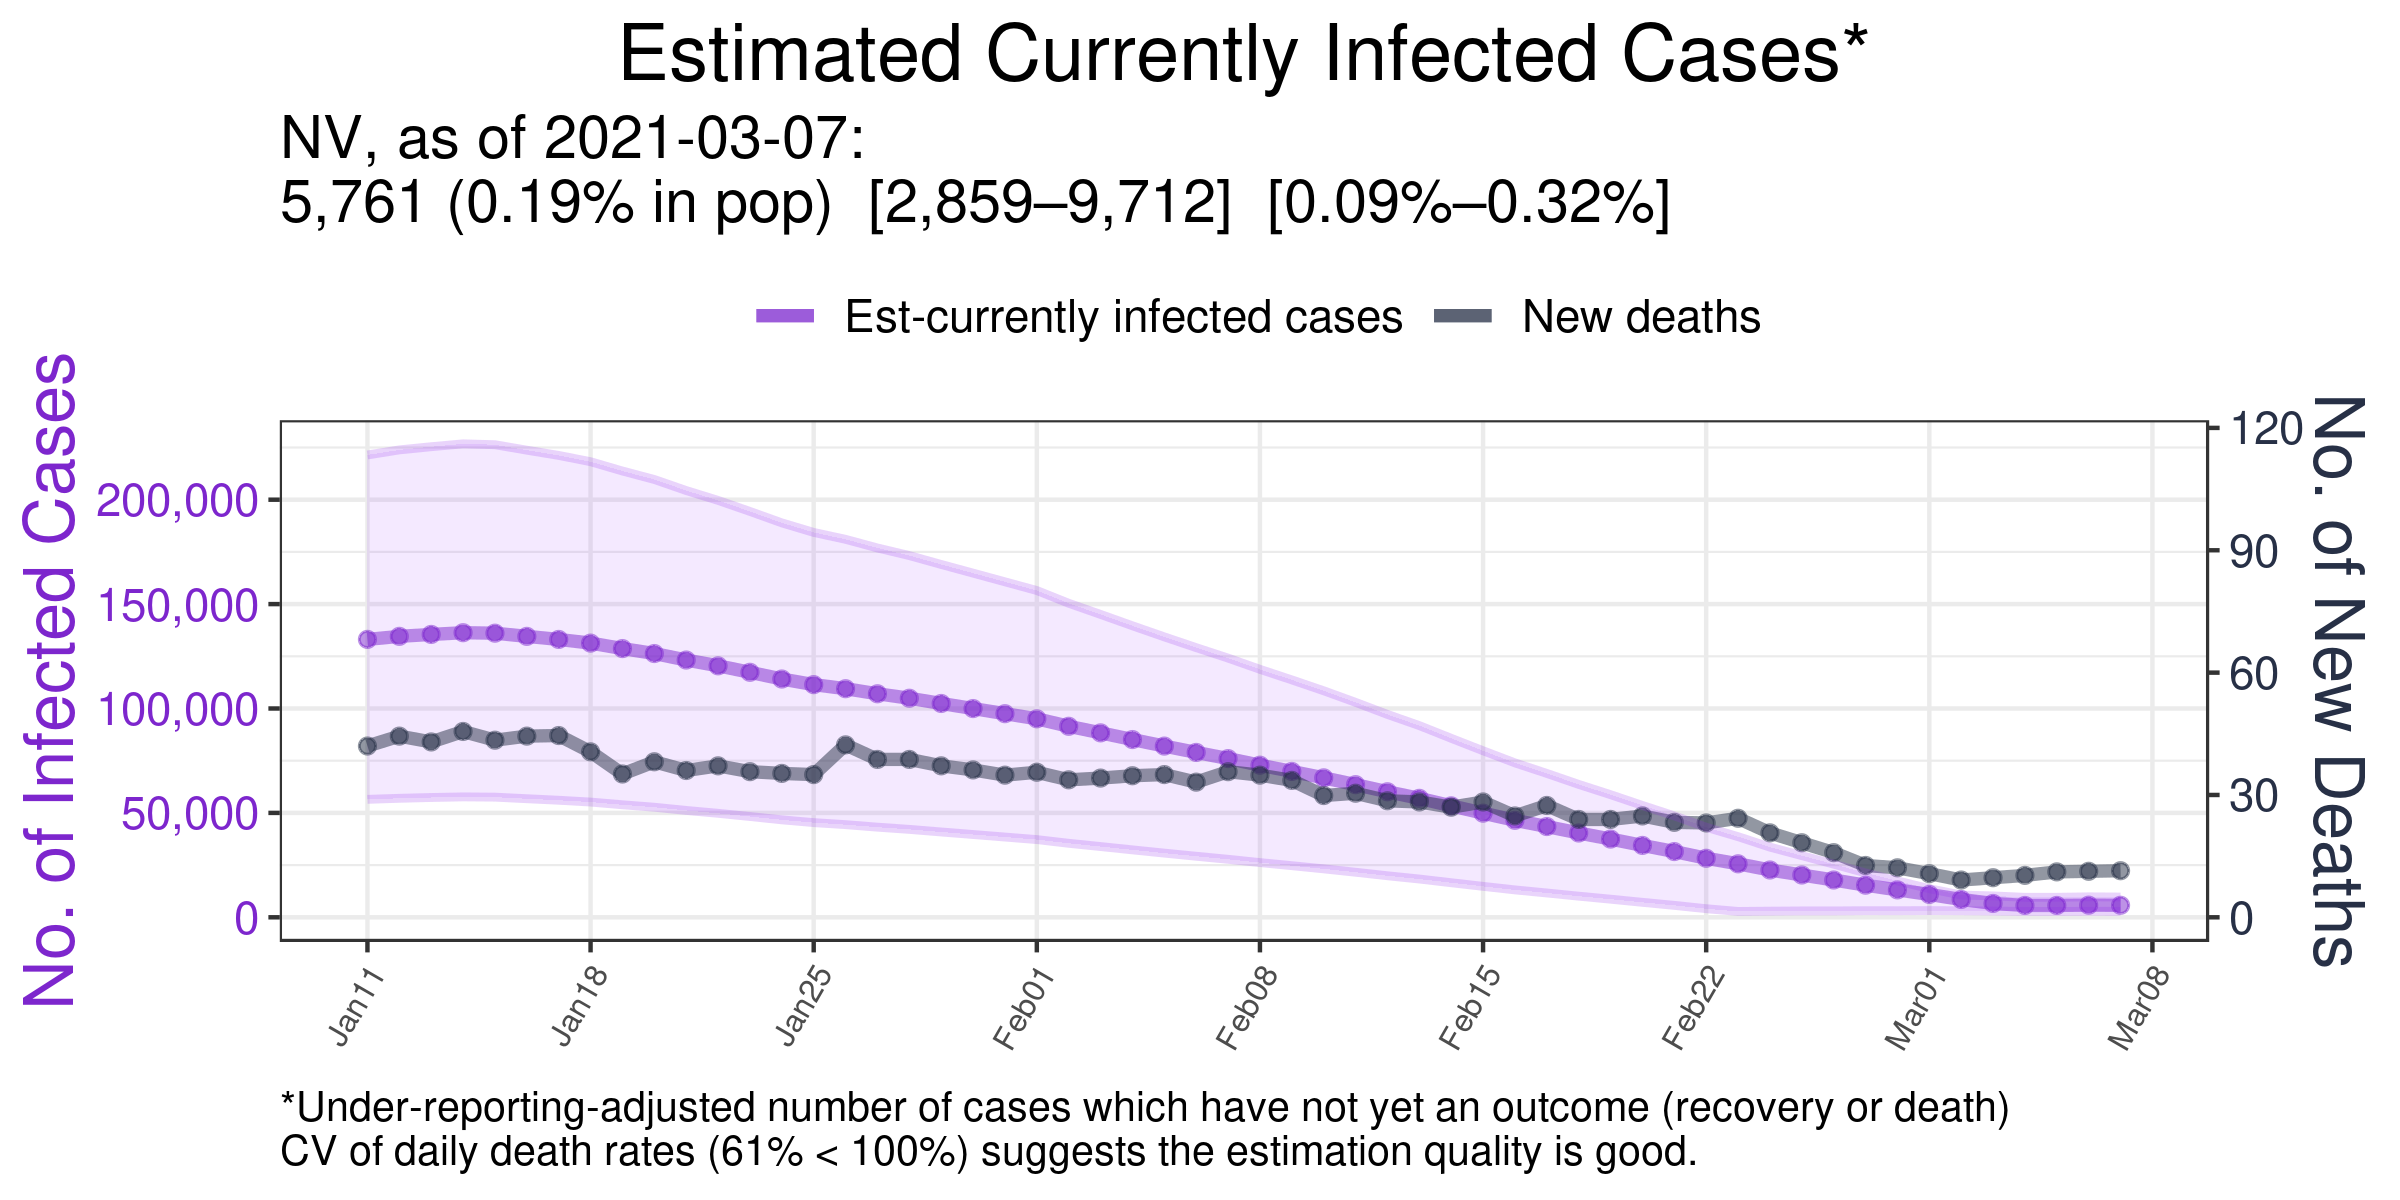 Estimated Currently Infected Cases*
NV, as of 2021-03-07:
5,761 (0.19% in pop)  [2,859–9,712]  [0.09%–0.32%]
Est-currently infected cases
New deaths
No. of Infected Cases
200,000
150,000
100,000
50,000
0
120
90
60
30
0
No. of New Deaths
Jan11
Jan18
Jan25
Feb01
Feb08
Feb15
Feb22
Mar01
Mar08
*Under-reporting-adjusted number of cases which have not yet an outcome (recovery or death)
CV of daily death rates (61% < 100%) suggests the estimation quality is good.